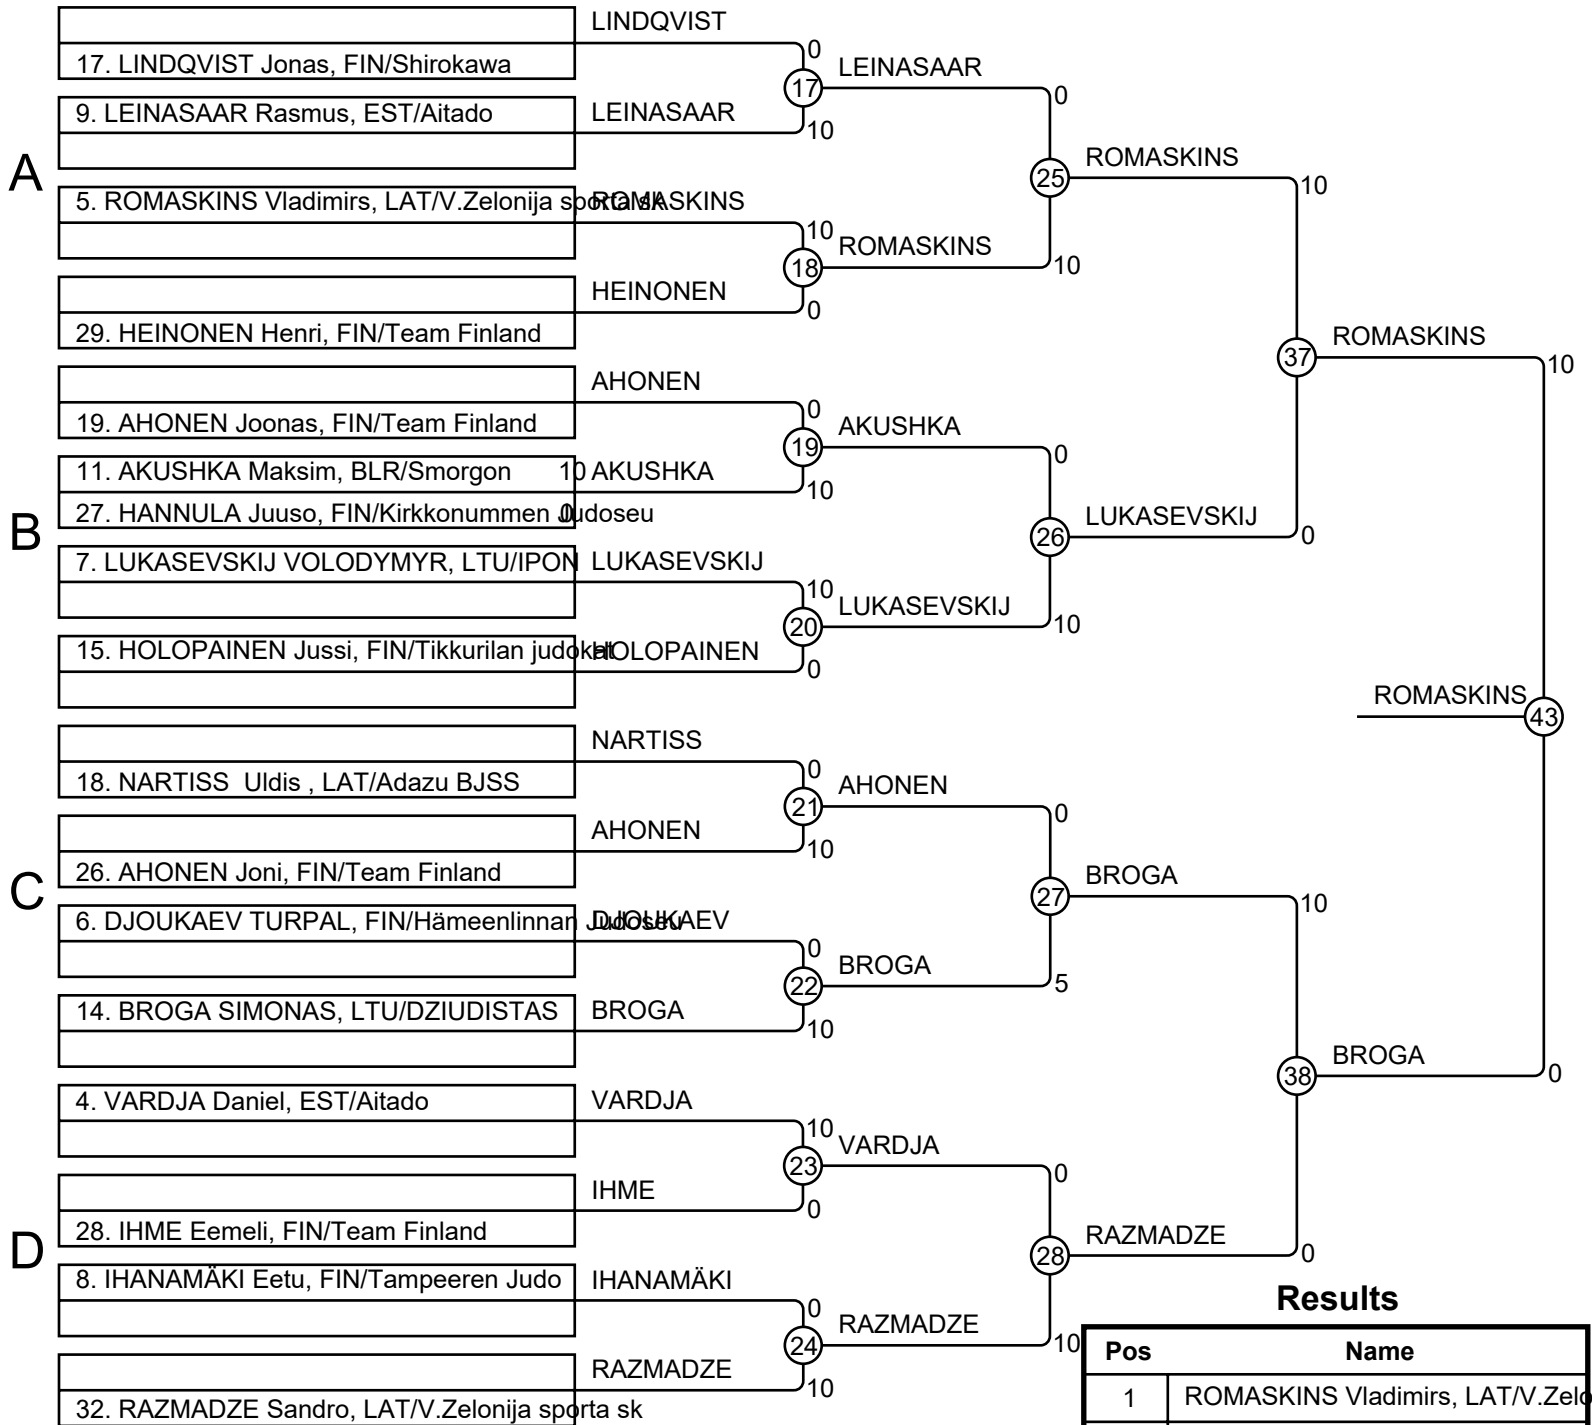 LINDQVIST
17. LINDQVIST Jonas, FIN/Shirokawa
0
17
LEINASAAR
9. LEINASAAR Rasmus, EST/Aitado
LEINASAAR
10
0
A
25
ROMASKINS
10
5. ROMASKINS Vladimirs, LAT/V.Zelonija sporta sk
ROMASKINS
10
18
ROMASKINS
10
HEINONEN
0
29. HEINONEN Henri, FIN/Team Finland
37
ROMASKINS
10
AHONEN
19. AHONEN Joonas, FIN/Team Finland
0
19
AKUSHKA
11. AKUSHKA Maksim, BLR/Smorgon 10
AKUSHKA
10
0
27. HANNULA Juuso, FIN/Kirkkonummen Judoseu 0
B
26
LUKASEVSKIJ
0
7. LUKASEVSKIJ VOLODYMYR, LTU/IPON
LUKASEVSKIJ
10
20
LUKASEVSKIJ
10
15. HOLOPAINEN Jussi, FIN/Tikkurilan judokat
HOLOPAINEN
0
ROMASKINS
43
NARTISS
18. NARTISS Uldis , LAT/Adazu BJSS
0
21
AHONEN
0
AHONEN
10
26. AHONEN Joni, FIN/Team Finland
C
27
BROGA
10
6. DJOUKAEV TURPAL, FIN/Hämeenlinnan Judoseu
DJOUKAEV
0
22
BROGA
5
14. BROGA SIMONAS, LTU/DZIUDISTAS
BROGA
10
38
BROGA
0
4. VARDJA Daniel, EST/Aitado
VARDJA
10
23
VARDJA
0
IHME
0
28. IHME Eemeli, FIN/Team Finland
D
28
RAZMADZE
0
8. IHANAMÄKI Eetu, FIN/Tampeeren Judo
IHANAMÄKI
0
24
RAZMADZE
10
RAZMADZE
10
32. RAZMADZE Sandro, LAT/V.Zelonija sporta sk
Results
Pos Name
1 ROMASKINS Vladimirs, LAT/V.Zelo